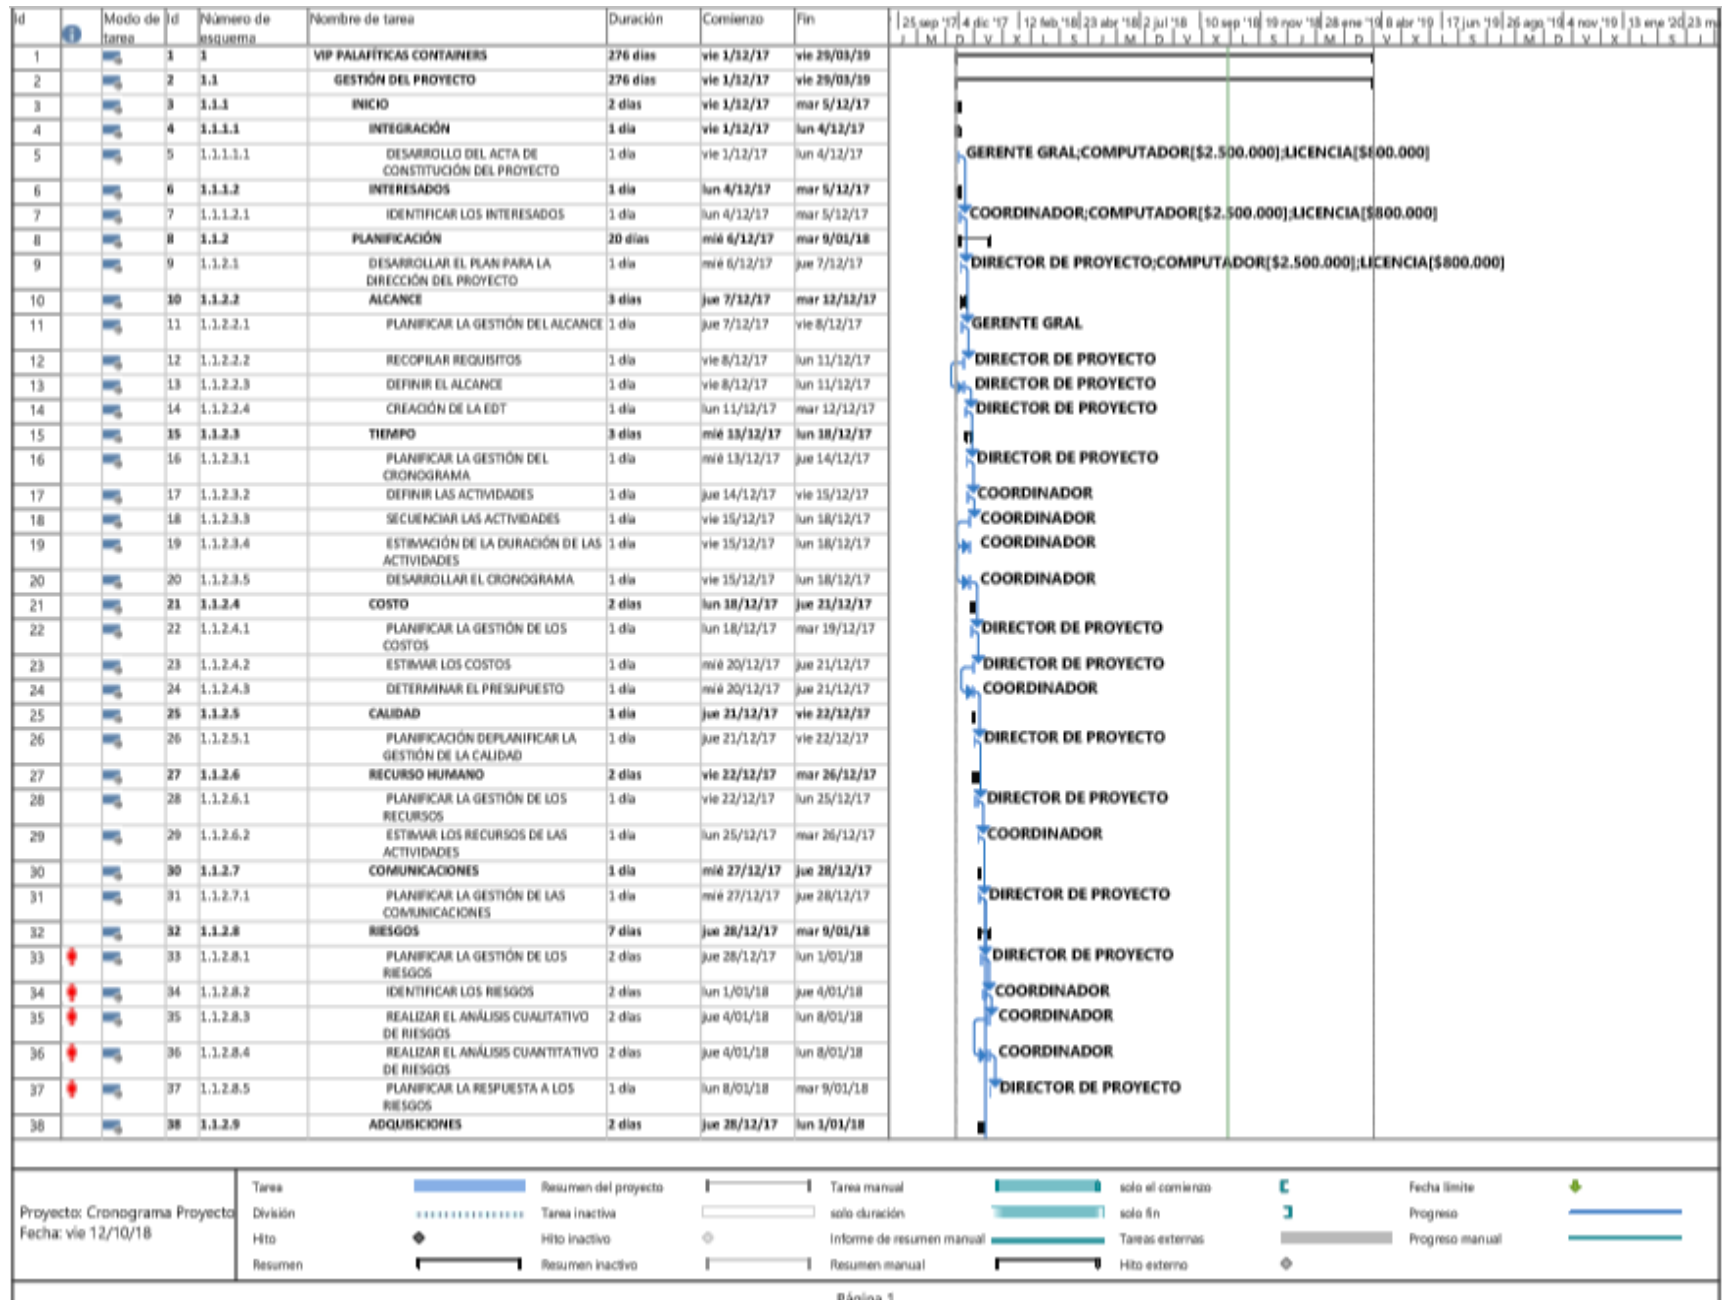 Id Modo de tarea Id Número de esquema Nombre de tarea Duración Comienzo Fin
25 sep '17 4 dic '17 12 feb '18 23 abr '18 2 jul '18 10 sep '18 19 nov '18 28 ene '19 8 abr '19 17 jun '19 26 ago '19 4 nov '19 13 ene '20 23 m
J M D V X L S J M D V X L S J M D V X L S J M D V X L S J
1 1 1 VIP PALAFÍTICAS CONTAINERS 276 días vie 1/12/17 vie 29/03/19
2 2 1.1 GESTIÓN DEL PROYECTO 276 días vie 1/12/17 vie 29/03/19
3 3 1.1.1 INICIO 2 días vie 1/12/17 mar 5/12/17
4 4 1.1.1.1 INTEGRACIÓN 1 día vie 1/12/17 lun 4/12/17
5 5 1.1.1.1.1 DESARROLLO DEL ACTA DE CONSTITUCIÓN DEL PROYECTO 1 día vie 1/12/17 lun 4/12/17 GERENTE GRAL;COMPUTADOR[$2.500.000];LICENCIA[$800.000]
6 6 1.1.1.2 INTERESADOS 1 día lun 4/12/17 mar 5/12/17
7 7 1.1.1.2.1 IDENTIFICAR LOS INTERESADOS 1 día lun 4/12/17 mar 5/12/17 COORDINADOR;COMPUTADOR[$2.500.000];LICENCIA[$800.000]
8 8 1.1.2 PLANIFICACIÓN 20 días mié 6/12/17 mar 9/01/18
9 9 1.1.2.1 DESARROLLAR EL PLAN PARA LA DIRECCIÓN DEL PROYECTO 1 día mié 6/12/17 jue 7/12/17 DIRECTOR DE PROYECTO;COMPUTADOR[$2.500.000];LICENCIA[$800.000]
10 10 1.1.2.2 ALCANCE 3 días jue 7/12/17 mar 12/12/17
11 11 1.1.2.2.1 PLANIFICAR LA GESTIÓN DEL ALCANCE 1 día jue 7/12/17 vie 8/12/17 GERENTE GRAL
12 12 1.1.2.2.2 RECOPILAR REQUISITOS 1 día vie 8/12/17 lun 11/12/17 DIRECTOR DE PROYECTO
13 13 1.1.2.2.3 DEFINIR EL ALCANCE 1 día vie 8/12/17 lun 11/12/17 DIRECTOR DE PROYECTO
14 14 1.1.2.2.4 CREACIÓN DE LA EDT 1 día lun 11/12/17 mar 12/12/17 DIRECTOR DE PROYECTO
15 15 1.1.2.3 TIEMPO 3 días mié 13/12/17 lun 18/12/17
16 16 1.1.2.3.1 PLANIFICAR LA GESTIÓN DEL CRONOGRAMA 1 día mié 13/12/17 jue 14/12/17 DIRECTOR DE PROYECTO
17 17 1.1.2.3.2 DEFINIR LAS ACTIVIDADES 1 día jue 14/12/17 vie 15/12/17 COORDINADOR
18 18 1.1.2.3.3 SECUENCIAR LAS ACTIVIDADES 1 día vie 15/12/17 lun 18/12/17 COORDINADOR
19 19 1.1.2.3.4 ESTIMACIÓN DE LA DURACIÓN DE LAS ACTIVIDADES 1 día vie 15/12/17 lun 18/12/17 COORDINADOR
20 20 1.1.2.3.5 DESARROLLAR EL CRONOGRAMA 1 día vie 15/12/17 lun 18/12/17 COORDINADOR
21 21 1.1.2.4 COSTO 2 días lun 18/12/17 jue 21/12/17
22 22 1.1.2.4.1 PLANIFICAR LA GESTIÓN DE LOS COSTOS 1 día lun 18/12/17 mar 19/12/17 DIRECTOR DE PROYECTO
23 23 1.1.2.4.2 ESTIMAR LOS COSTOS 1 día mié 20/12/17 jue 21/12/17 DIRECTOR DE PROYECTO
24 24 1.1.2.4.3 DETERMINAR EL PRESUPUESTO 1 día mié 20/12/17 jue 21/12/17 COORDINADOR
25 25 1.1.2.5 CALIDAD 1 día jue 21/12/17 vie 22/12/17
26 26 1.1.2.5.1 PLANIFICACIÓN DEPLANIFICAR LA GESTIÓN DE LA CALIDAD 1 día jue 21/12/17 vie 22/12/17 DIRECTOR DE PROYECTO
27 27 1.1.2.6 RECURSO HUMANO 2 días vie 22/12/17 mar 26/12/17
28 28 1.1.2.6.1 PLANIFICAR LA GESTIÓN DE LOS RECURSOS 1 día vie 22/12/17 lun 25/12/17 DIRECTOR DE PROYECTO
29 29 1.1.2.6.2 ESTIMAR LOS RECURSOS DE LAS ACTIVIDADES 1 día lun 25/12/17 mar 26/12/17 COORDINADOR
30 30 1.1.2.7 COMUNICACIONES 1 día mié 27/12/17 jue 28/12/17
31 31 1.1.2.7.1 PLANIFICAR LA GESTIÓN DE LAS COMUNICACIONES 1 día mié 27/12/17 jue 28/12/17 DIRECTOR DE PROYECTO
32 32 1.1.2.8 RIESGOS 7 días jue 28/12/17 mar 9/01/18
33 33 1.1.2.8.1 PLANIFICAR LA GESTIÓN DE LOS RIESGOS 2 días jue 28/12/17 lun 1/01/18 DIRECTOR DE PROYECTO
34 34 1.1.2.8.2 IDENTIFICAR LOS RIESGOS 2 días lun 1/01/18 jue 4/01/18 COORDINADOR
35 35 1.1.2.8.3 REALIZAR EL ANÁLISIS CUALITATIVO DE RIESGOS 2 días jue 4/01/18 lun 8/01/18 COORDINADOR
36 36 1.1.2.8.4 REALIZAR EL ANÁLISIS CUANTITATIVO DE RIESGOS 2 días jue 4/01/18 lun 8/01/18 COORDINADOR
37 37 1.1.2.8.5 PLANIFICAR LA RESPUESTA A LOS RIESGOS 1 día lun 8/01/18 mar 9/01/18 DIRECTOR DE PROYECTO
38 38 1.1.2.9 ADQUISICIONES 2 días jue 28/12/17 lun 1/01/18
Proyecto: Cronograma Proyecto
Fecha: vie 12/10/18
Tarea Resumen del proyecto Tarea manual solo el comienzo Fecha límite
División Tarea inactiva solo duración solo fin Progreso
Hito Hito inactivo Informe de resumen manual Tareas externas Progreso manual
Resumen Resumen inactivo Resumen manual Hito externo
Página 1